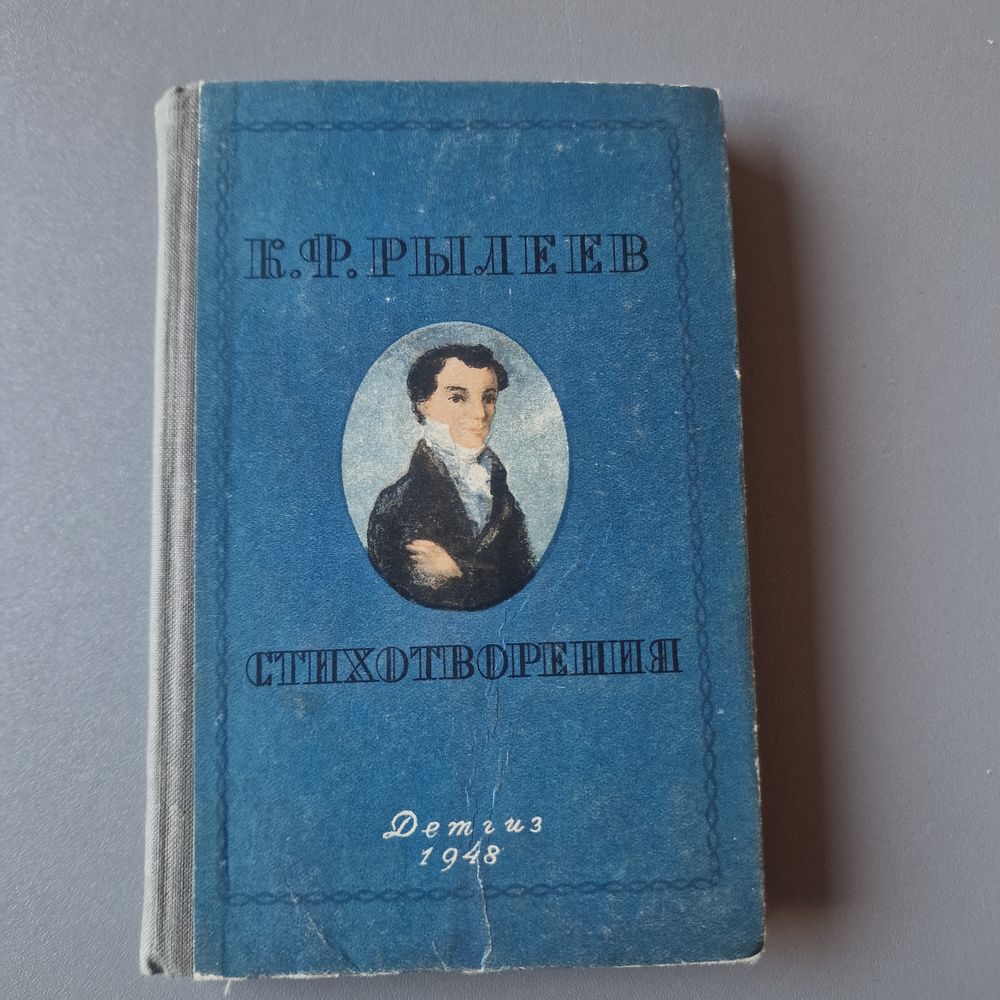 К.Ф.РЫЛЕЕВ
СТИХОТВОРЕНИЯ
Детгиз
1948